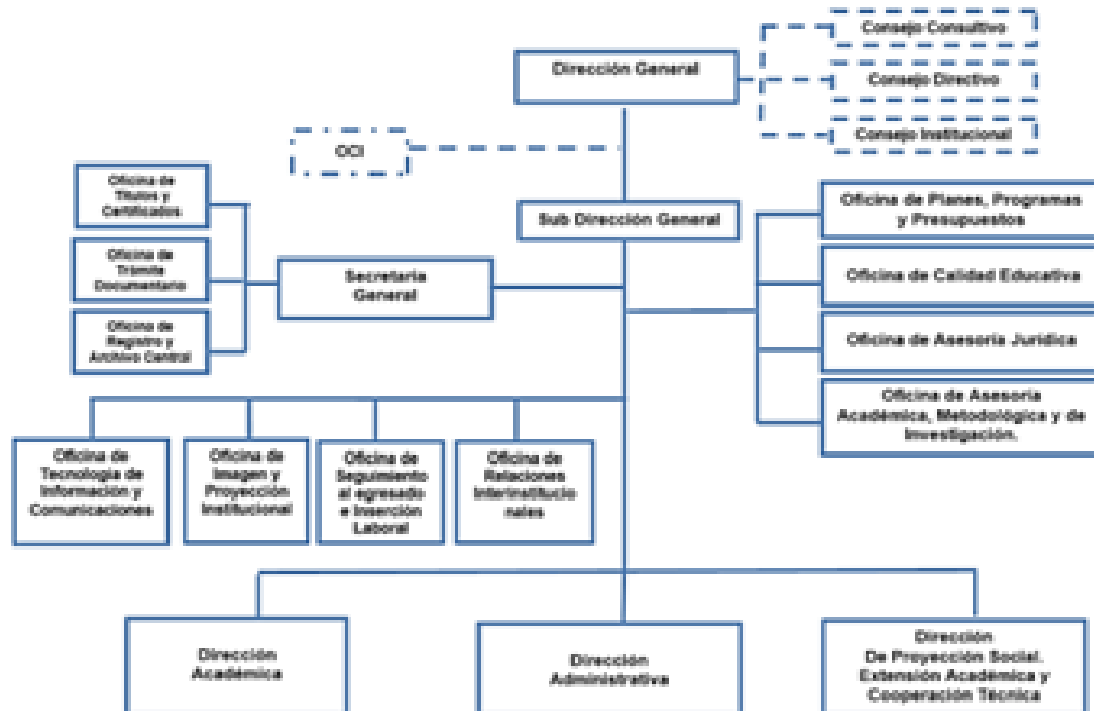 Consejo Consultivo
Dirección General
Consejo Directivo
Consejo Institucional
OCI
Oficina de
Títulos y
Certificados
Sub Dirección General
Oficina de Planes, Programas
y Presupuestos
Oficina de
Trámite
Documentario
Secretaria
General
Oficina de Calidad Educativa
Oficina de
Registro y
Archivo Central
Oficina de Asesoría Jurídica
Oficina de Asesoría
Académica, Metodológica y de
Investigación.
Oficina de
Tecnología de
Información y
Comunicaciones
Oficina de
Imagen y
Proyección
Institucional
Oficina de
Seguimiento
al egresado
e Inserción
Laboral
Oficina de
Relaciones
Interinstitucio
nales
Dirección
Académica
Dirección
Administrativa
Dirección
De Proyección Social.
Extensión Académica y
Cooperación Técnica